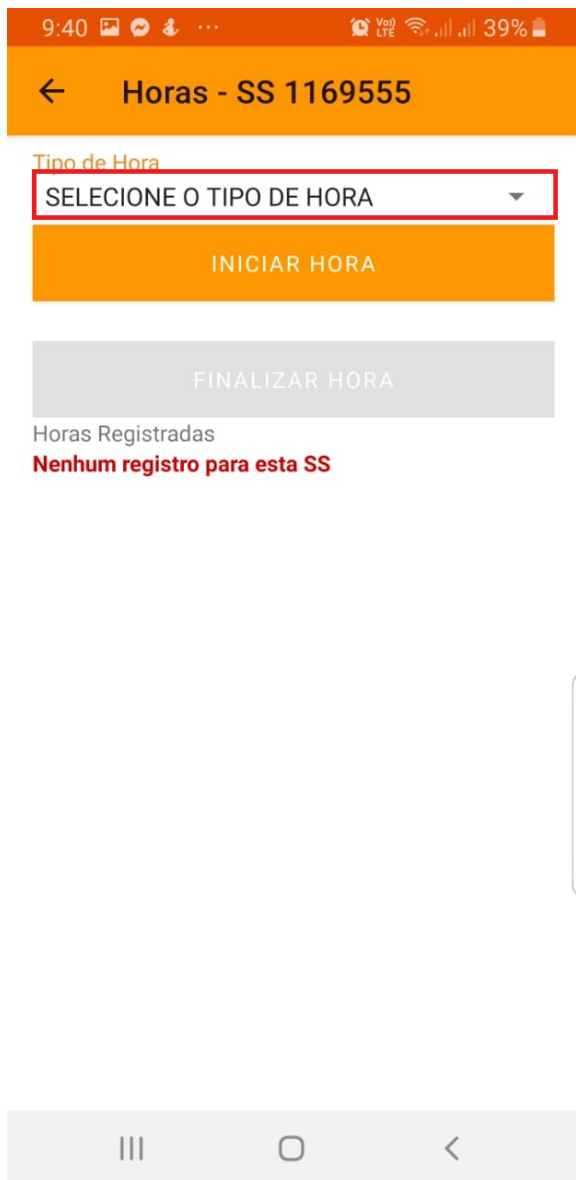 9:40 39%
Horas - SS 1169555
Tipo de Hora
SELECIONE O TIPO DE HORA
INICIAR HORA
FINALIZAR HORA
Horas Registradas
Nenhum registro para esta SS